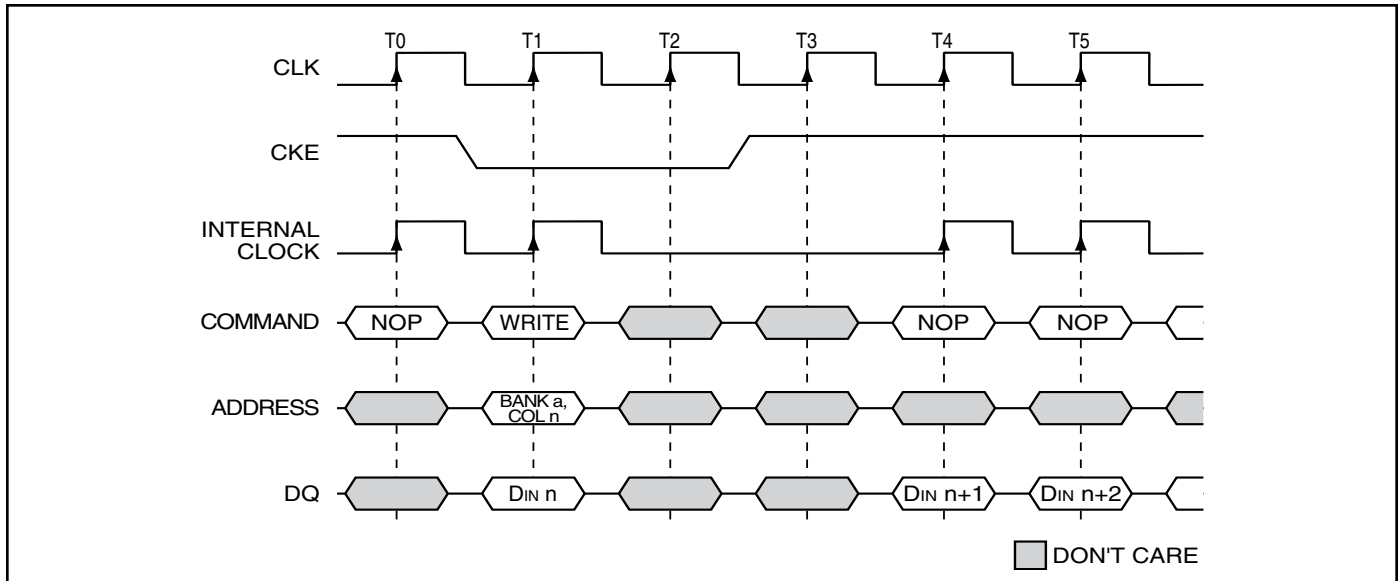 T0 T1 T2 T3 T4 T5
CLK
CKE
INTERNAL
CLOCK
COMMAND NOP WRITE NOP NOP
ADDRESS BANK a,
COL n
DQ DIN n DIN n+1 DIN n+2
DON'T CARE